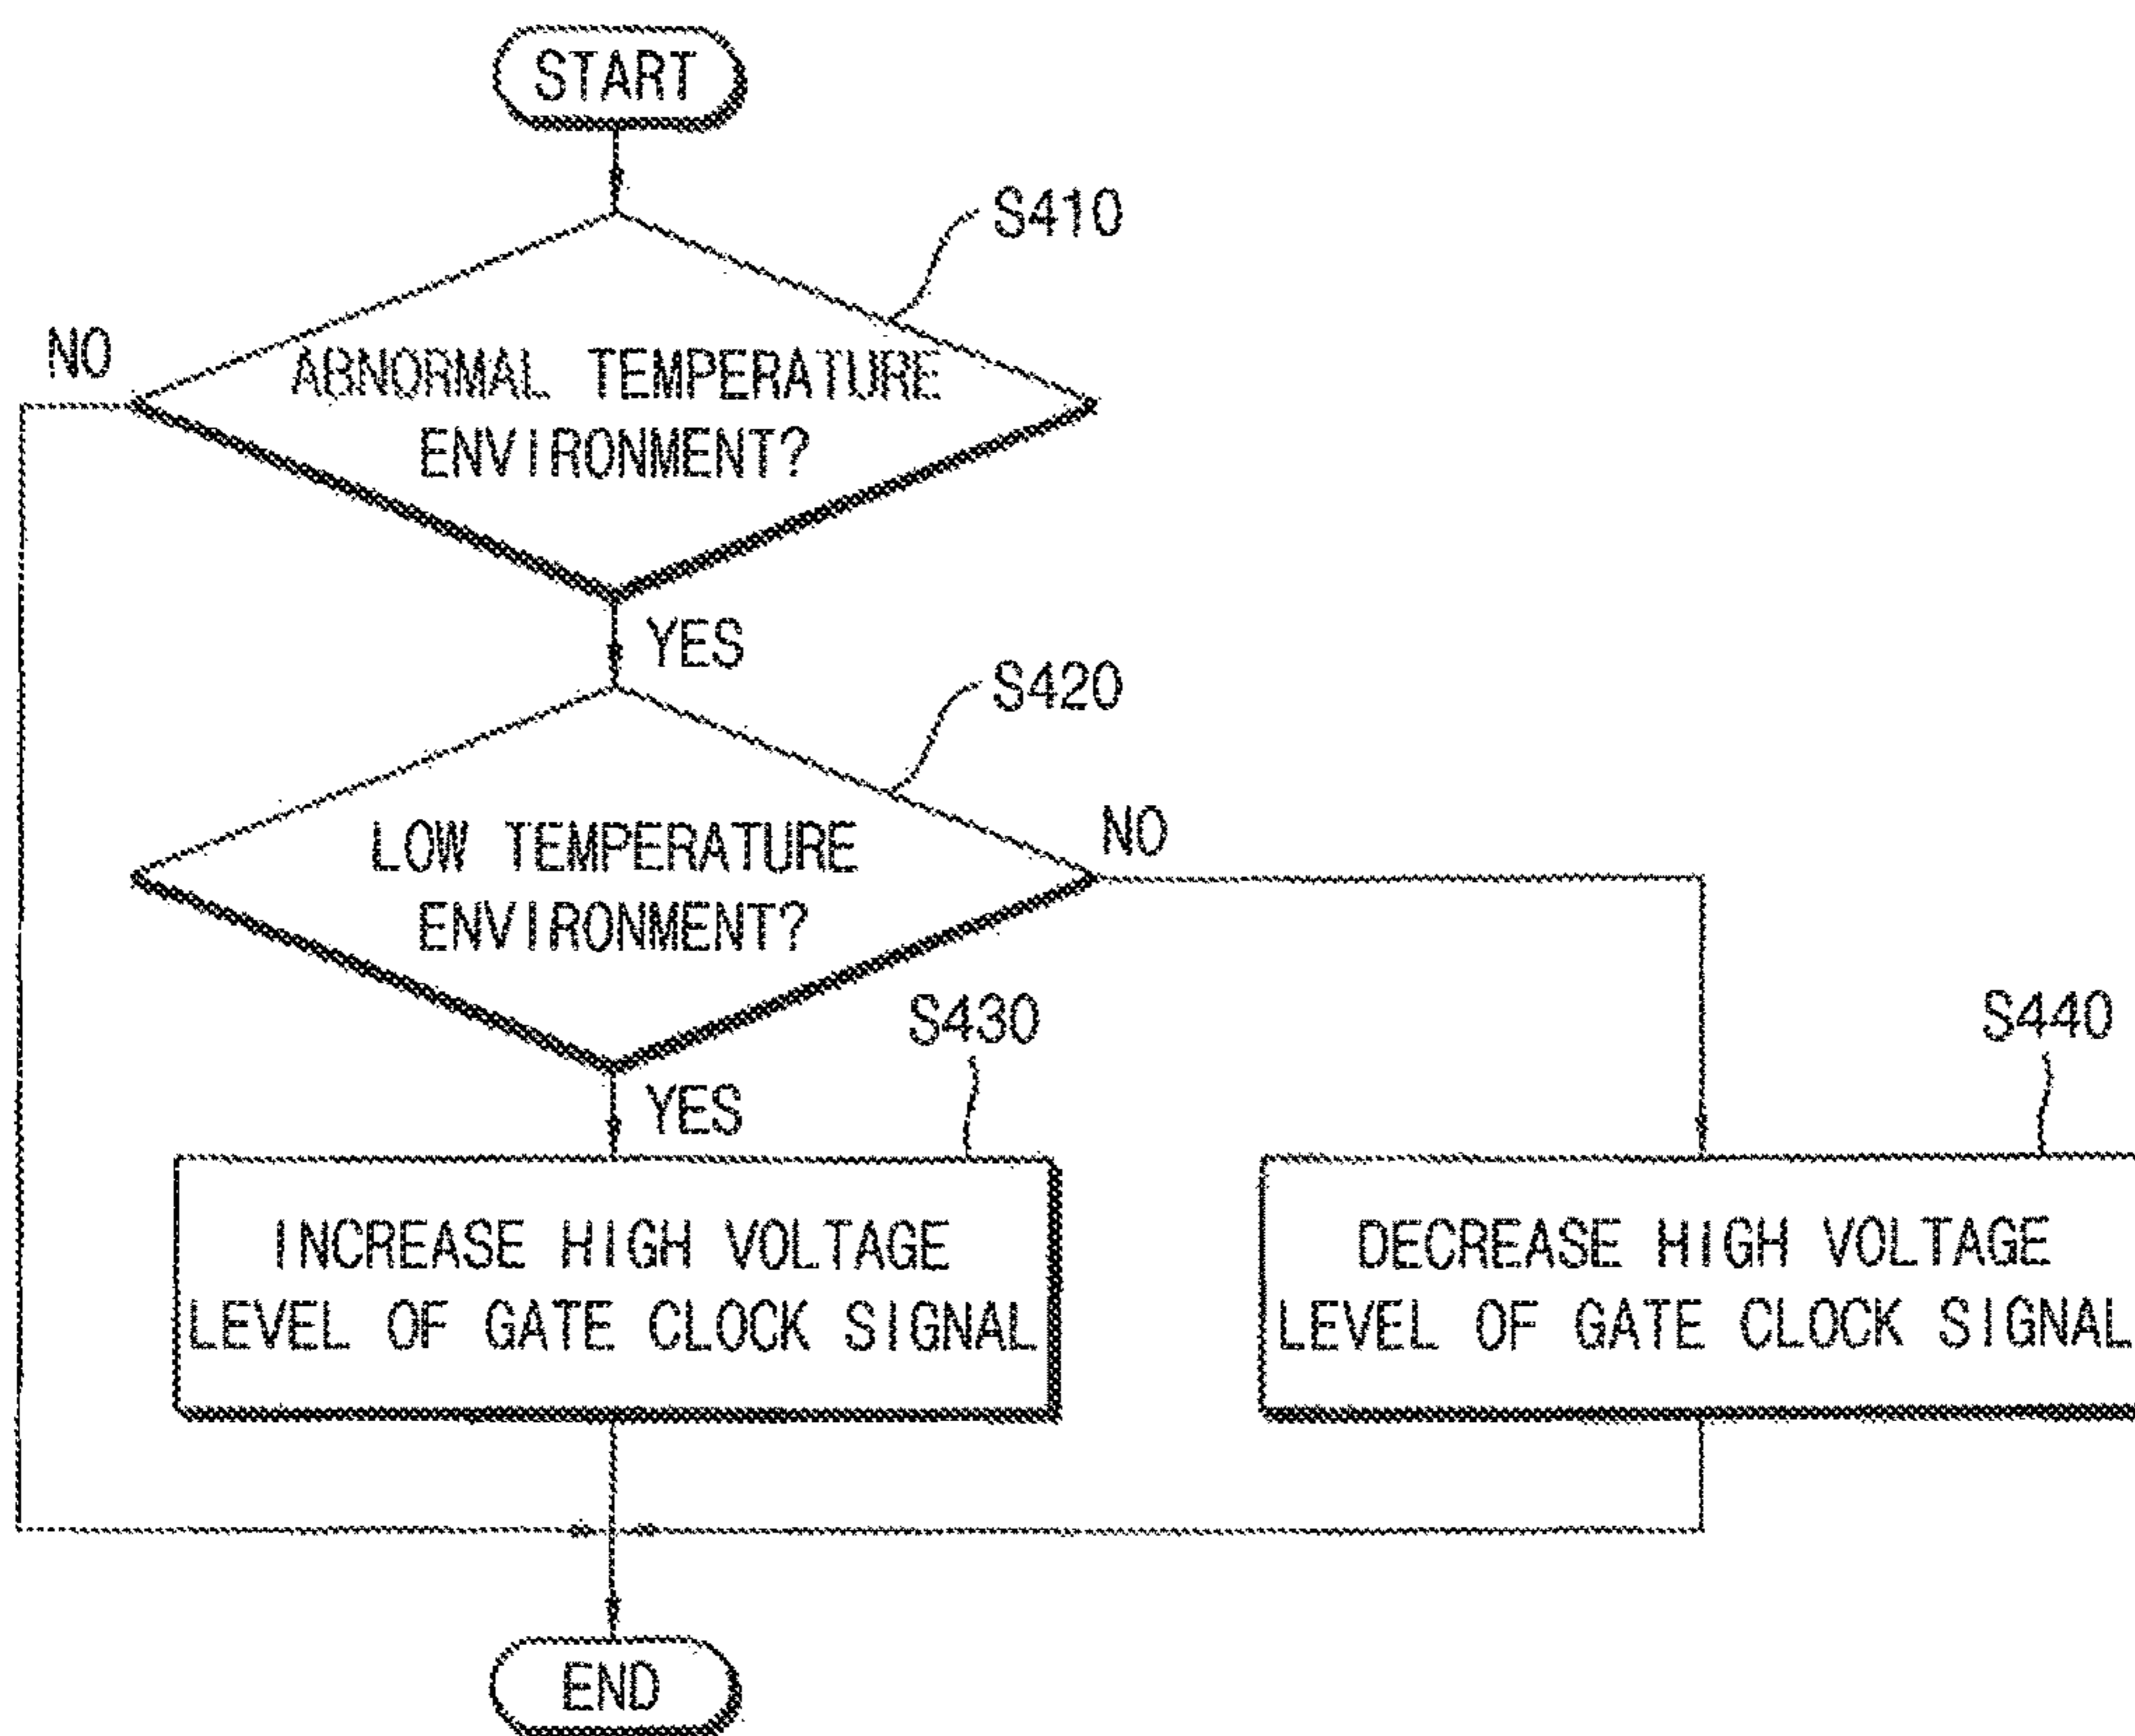 START
S410
NO
ABNORMAL TEMPERATURE
ENVIRONMENT?
YES
S420
LOW TEMPERATURE
ENVIRONMENT?
NO
YES
S430
S440
INCREASE HIGH VOLTAGE
LEVEL OF GATE CLOCK SIGNAL
DECREASE HIGH VOLTAGE
LEVEL OF GATE CLOCK SIGNAL
END